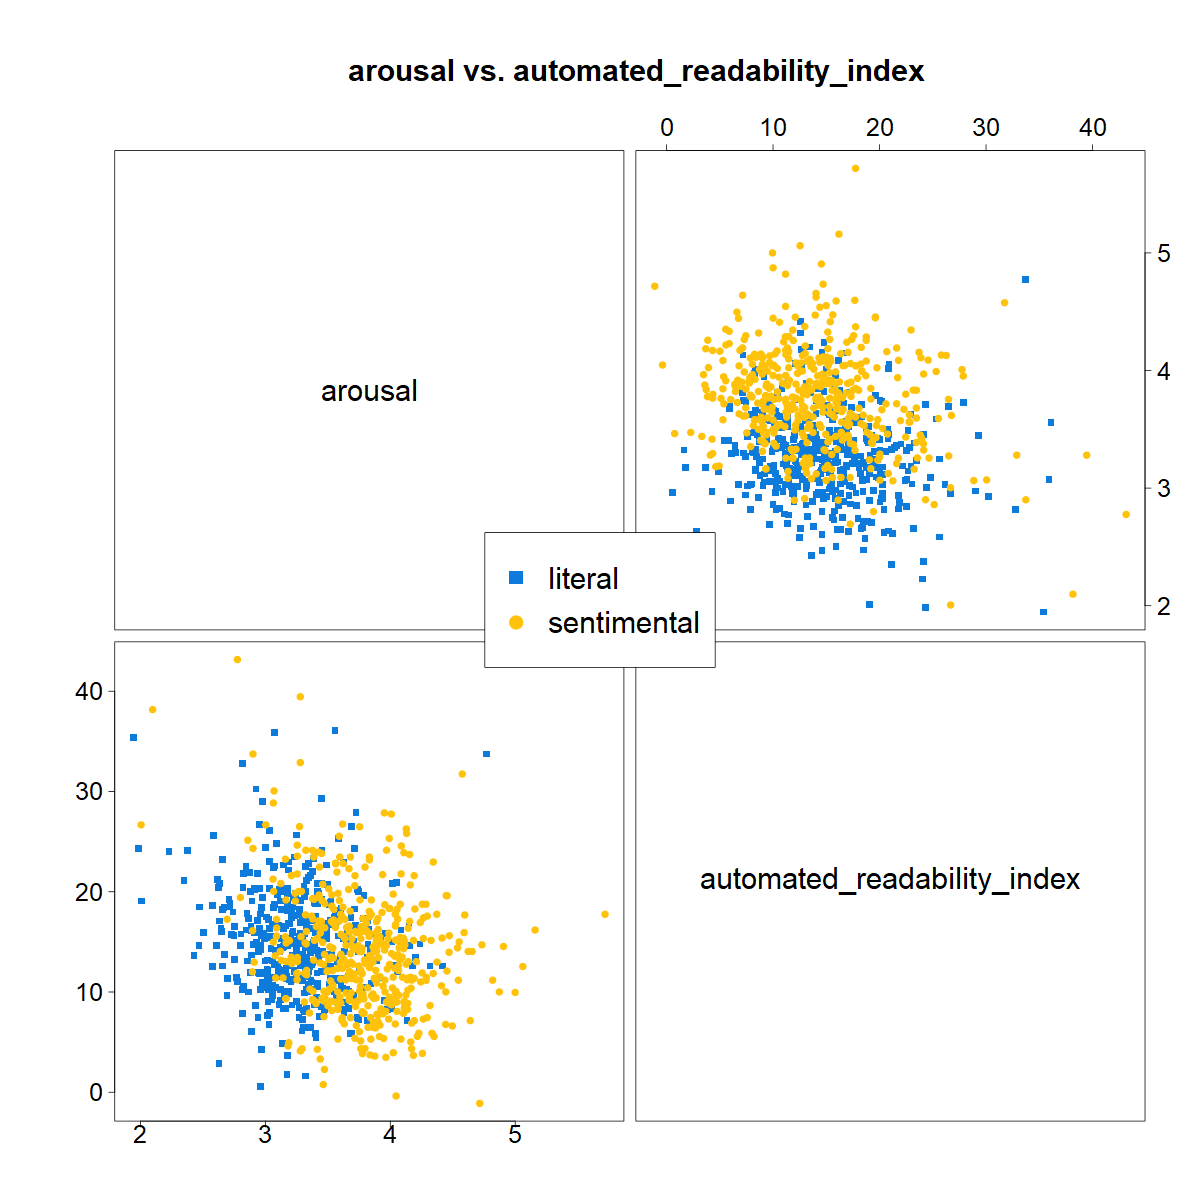 arousal vs. automated_readability_index
0 10 20 30 40
arousal
5
4
3
2
literal
sentimental
40
30
20
10
0
automated_readability_index
2 3 4 5